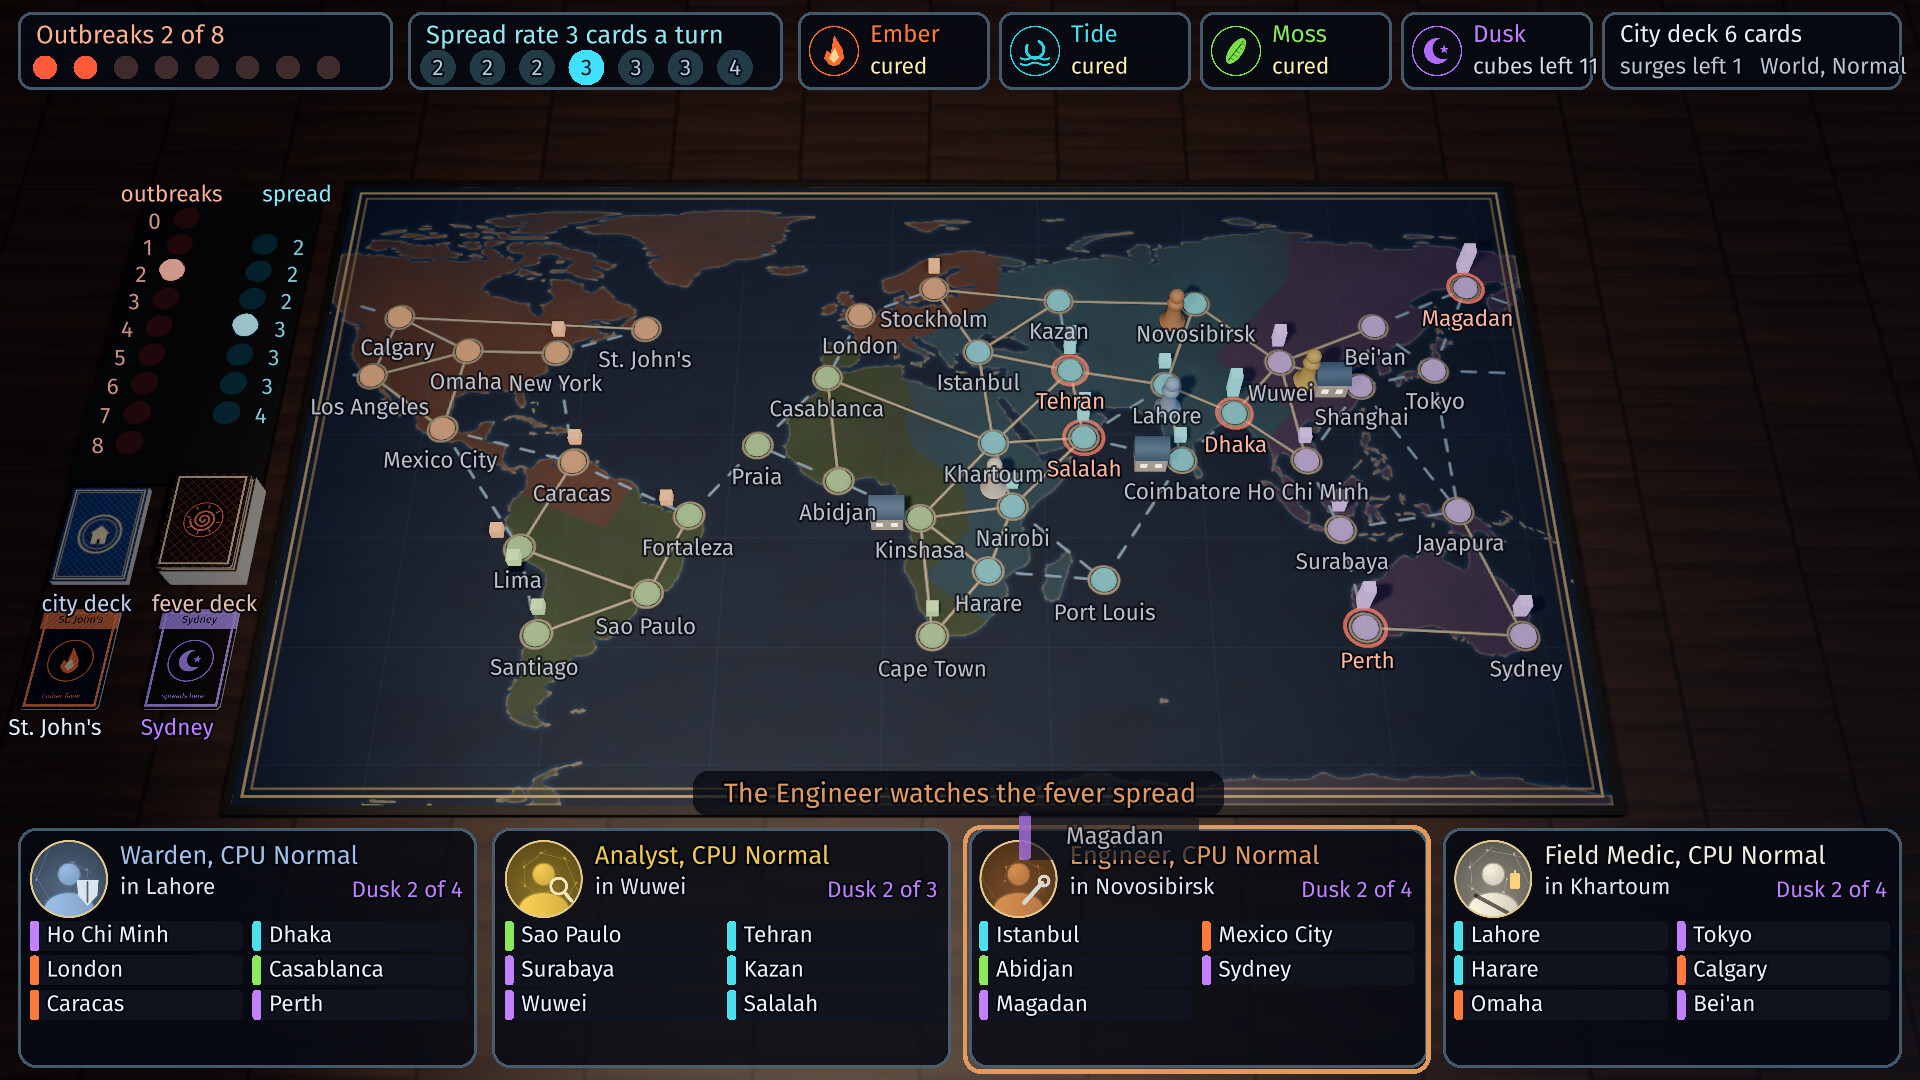 Outbreaks 2 of 8
Spread rate 3 cards a turn
2 2 2 3 3 3 4
Ember
cured
Tide
cured
Moss
cured
Dusk
cubes left 11
City deck 6 cards
surges left 1 World, Normal
outbreaks spread
0
1 2
2 2
3 2
4 3
5 3
6 3
7 4
8
city deck fever deck
St. John's
Ember fever
Sydney
spreads here
St. John's Sydney
Calgary
Omaha
New York
St. John's
Los Angeles
Mexico City
Caracas
Lima
Fortaleza
Sao Paulo
Santiago
Stockholm
London
Casablanca
Praia
Abidjan
Kinshasa
Cape Town
Istanbul
Kazan
Novosibirsk
Tehran
Khartoum
Salalah
Lahore
Dhaka
Coimbatore
Nairobi
Harare
Port Louis
Magadan
Bei'an
Wuwei
Shanghai
Tokyo
Ho Chi Minh
Surabaya
Jayapura
Perth
Sydney
The Engineer watches the fever spread
Magadan
Warden, CPU Normal
in Lahore
Dusk 2 of 4
Ho Chi Minh Dhaka
London Casablanca
Caracas Perth
Analyst, CPU Normal
in Wuwei
Dusk 2 of 3
Sao Paulo Tehran
Surabaya Kazan
Wuwei Salalah
Engineer, CPU Normal
in Novosibirsk
Dusk 2 of 4
Istanbul Mexico City
Abidjan Sydney
Magadan
Field Medic, CPU Normal
in Khartoum
Dusk 2 of 4
Lahore Tokyo
Harare Calgary
Omaha Bei'an